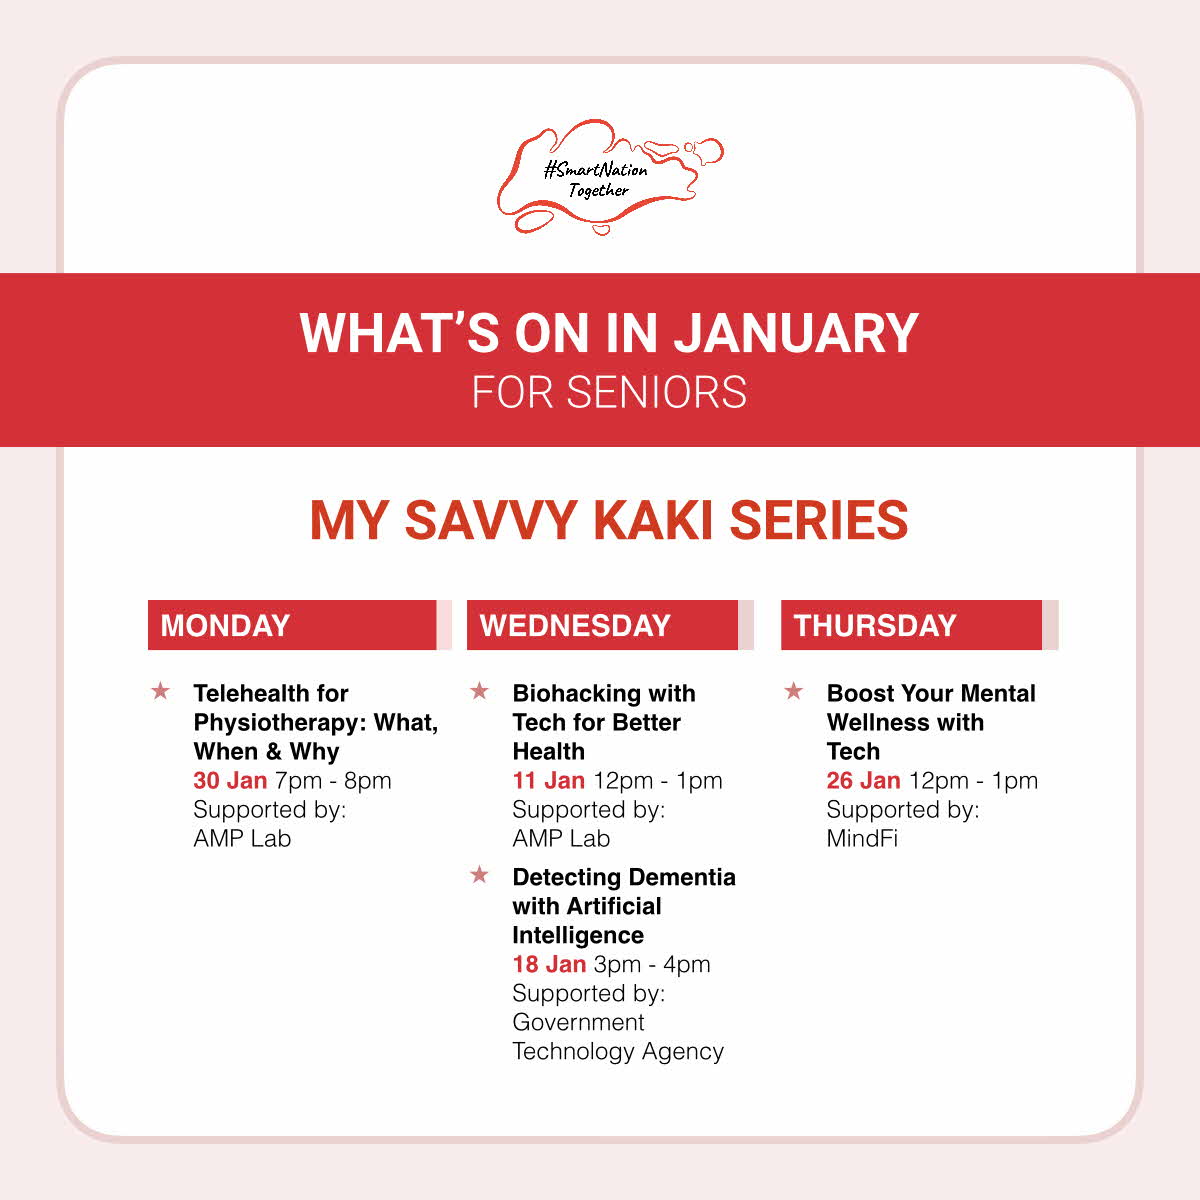 #SmartNation
Together
WHAT’S ON IN JANUARY
FOR SENIORS
MY SAVVY KAKI SERIES
MONDAY
★ Telehealth for
Physiotherapy: What,
When & Why
30 Jan 7pm - 8pm
Supported by:
AMP Lab
WEDNESDAY
★ Biohacking with
Tech for Better
Health
11 Jan 12pm - 1pm
Supported by:
AMP Lab
★ Detecting Dementia
with Artificial
Intelligence
18 Jan 3pm - 4pm
Supported by:
Government
Technology Agency
THURSDAY
★ Boost Your Mental
Wellness with
Tech
26 Jan 12pm - 1pm
Supported by:
MindFi